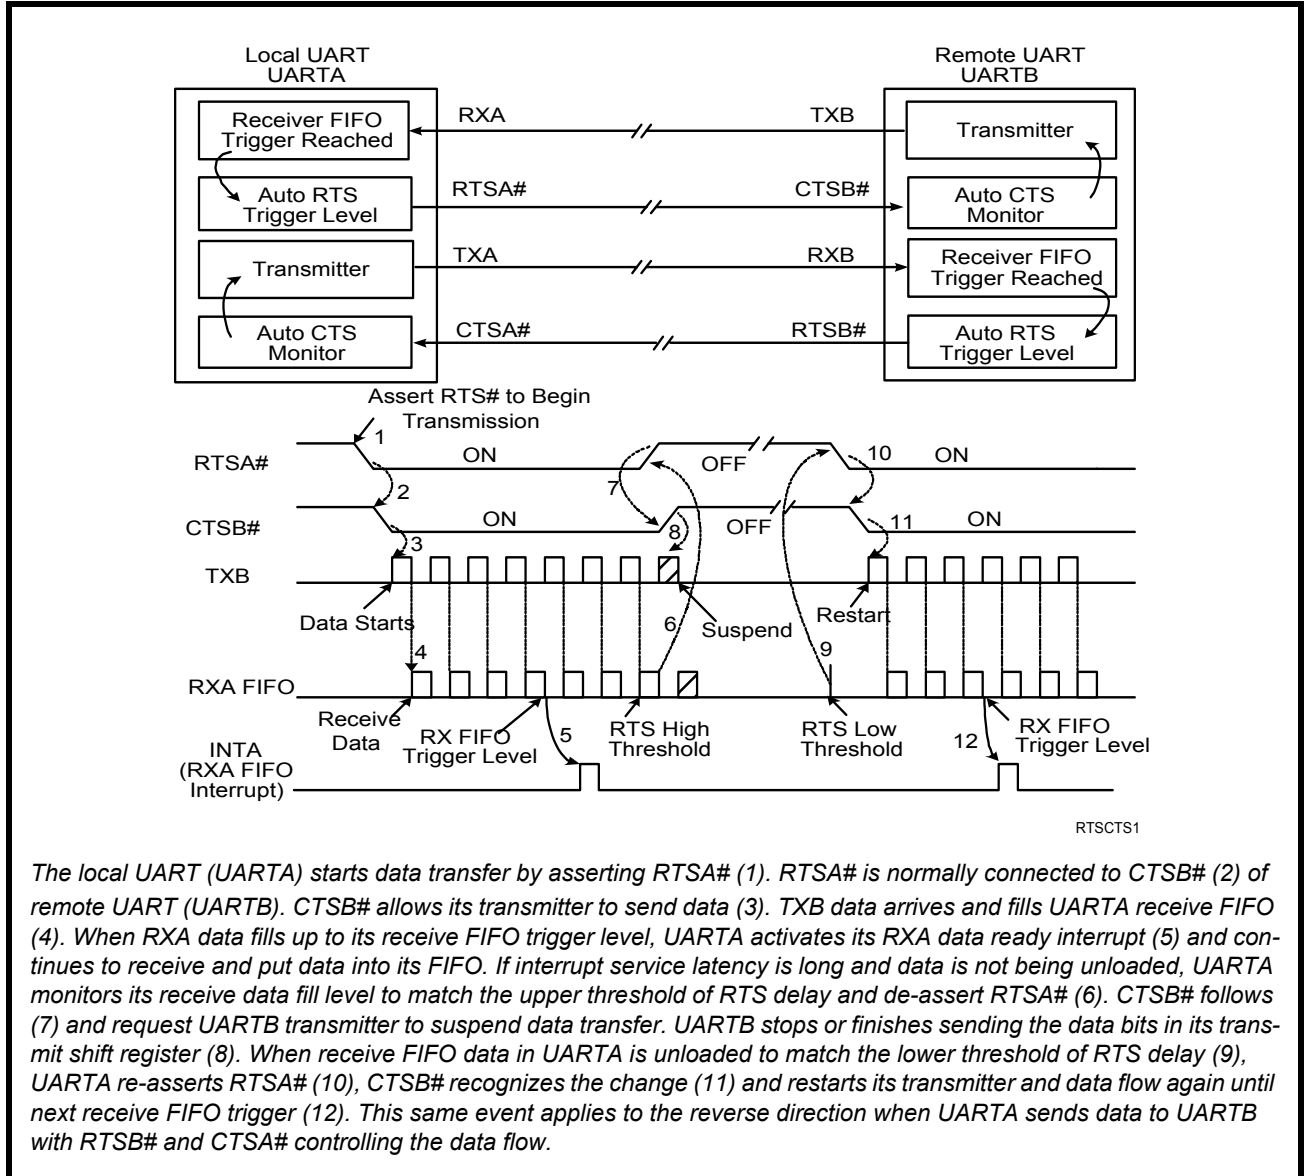 Local UART
UARTA
Remote UART
UARTB
Receiver FIFO
Trigger Reached
RXA
TXB
Transmitter
Auto RTS
Trigger Level
RTSA#
CTSB#
Auto CTS
Monitor
Transmitter
TXA
RXB
Receiver FIFO
Trigger Reached
Auto CTS
Monitor
CTSA#
RTSB#
Auto RTS
Trigger Level
Assert RTS# to Begin
Transmission
1
RTSA#
ON
OFF
10
ON
2
7
CTSB#
ON
8
OFF
11
ON
3
TXB
Data Starts
6
Suspend
Restart
4
9
RXA FIFO
Receive
Data
RX FIFO
Trigger Level
5
RTS High
Threshold
RTS Low
Threshold
12
RX FIFO
Trigger Level
INTA
(RXA FIFO
Interrupt)
RTSCTS1
The local UART (UARTA) starts data transfer by asserting RTSA# (1). RTSA# is normally connected to CTSB# (2) of
remote UART (UARTB). CTSB# allows its transmitter to send data (3). TXB data arrives and fills UARTA receive FIFO
(4). When RXA data fills up to its receive FIFO trigger level, UARTA activates its RXA data ready interrupt (5) and con-
tinues to receive and put data into its FIFO. If interrupt service latency is long and data is not being unloaded, UARTA
monitors its receive data fill level to match the upper threshold of RTS delay and de-assert RTSA# (6). CTSB# follows
(7) and request UARTB transmitter to suspend data transfer. UARTB stops or finishes sending the data bits in its trans-
mit shift register (8). When receive FIFO data in UARTA is unloaded to match the lower threshold of RTS delay (9),
UARTA re-asserts RTSA# (10), CTSB# recognizes the change (11) and restarts its transmitter and data flow again until
next receive FIFO trigger (12). This same event applies to the reverse direction when UARTA sends data to UARTB
with RTSB# and CTSA# controlling the data flow.